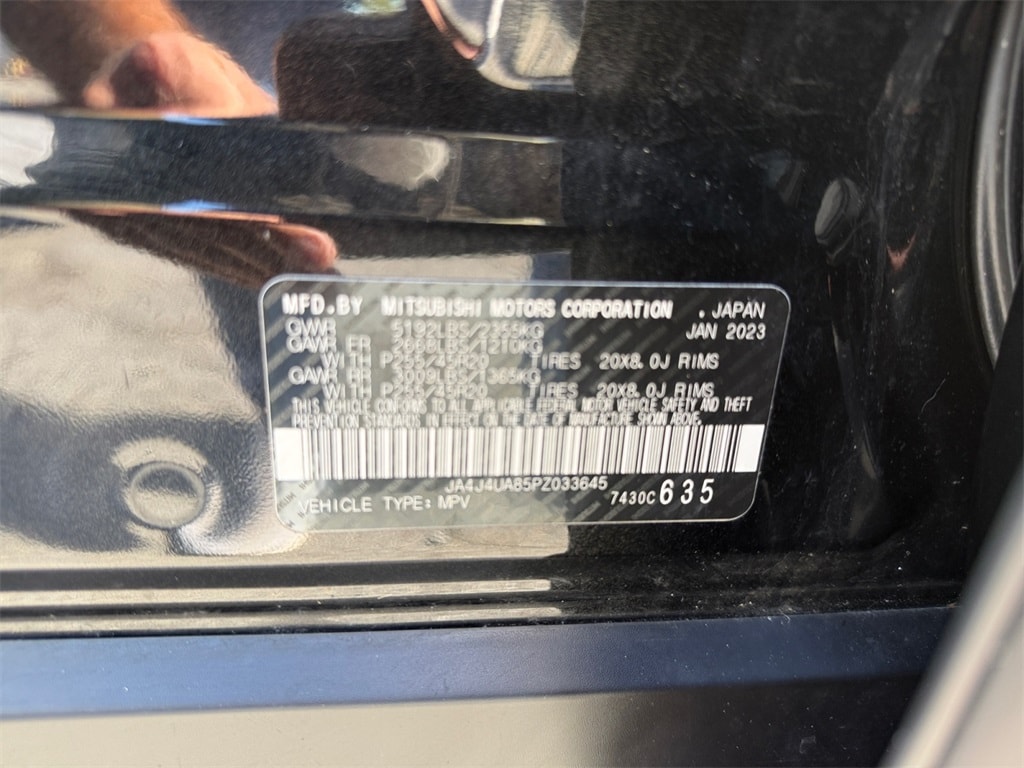 MFD.BY MITSUBISHI MOTORS CORPORATION . JAPAN
GVWR 5192LBS/2355KG JAN 2023
GAWR FR 2668LBS/1210KG
WITH P255/45R20 TIRES 20X8.0J RIMS
GAWR RR 3009LBS/1365KG
WITH P255/45R20 TIRES 20X8.0J RIMS
THIS VEHICLE CONFORMS TO ALL APPLICABLE FEDERAL MOTOR VEHICLE SAFETY AND THEFT
PREVENTION STANDARDS IN EFFECT ON THE DATE OF MANUFACTURE SHOWN ABOVE.
JA4J4UA85PZ033645
VEHICLE TYPE: MPV 7430C 635